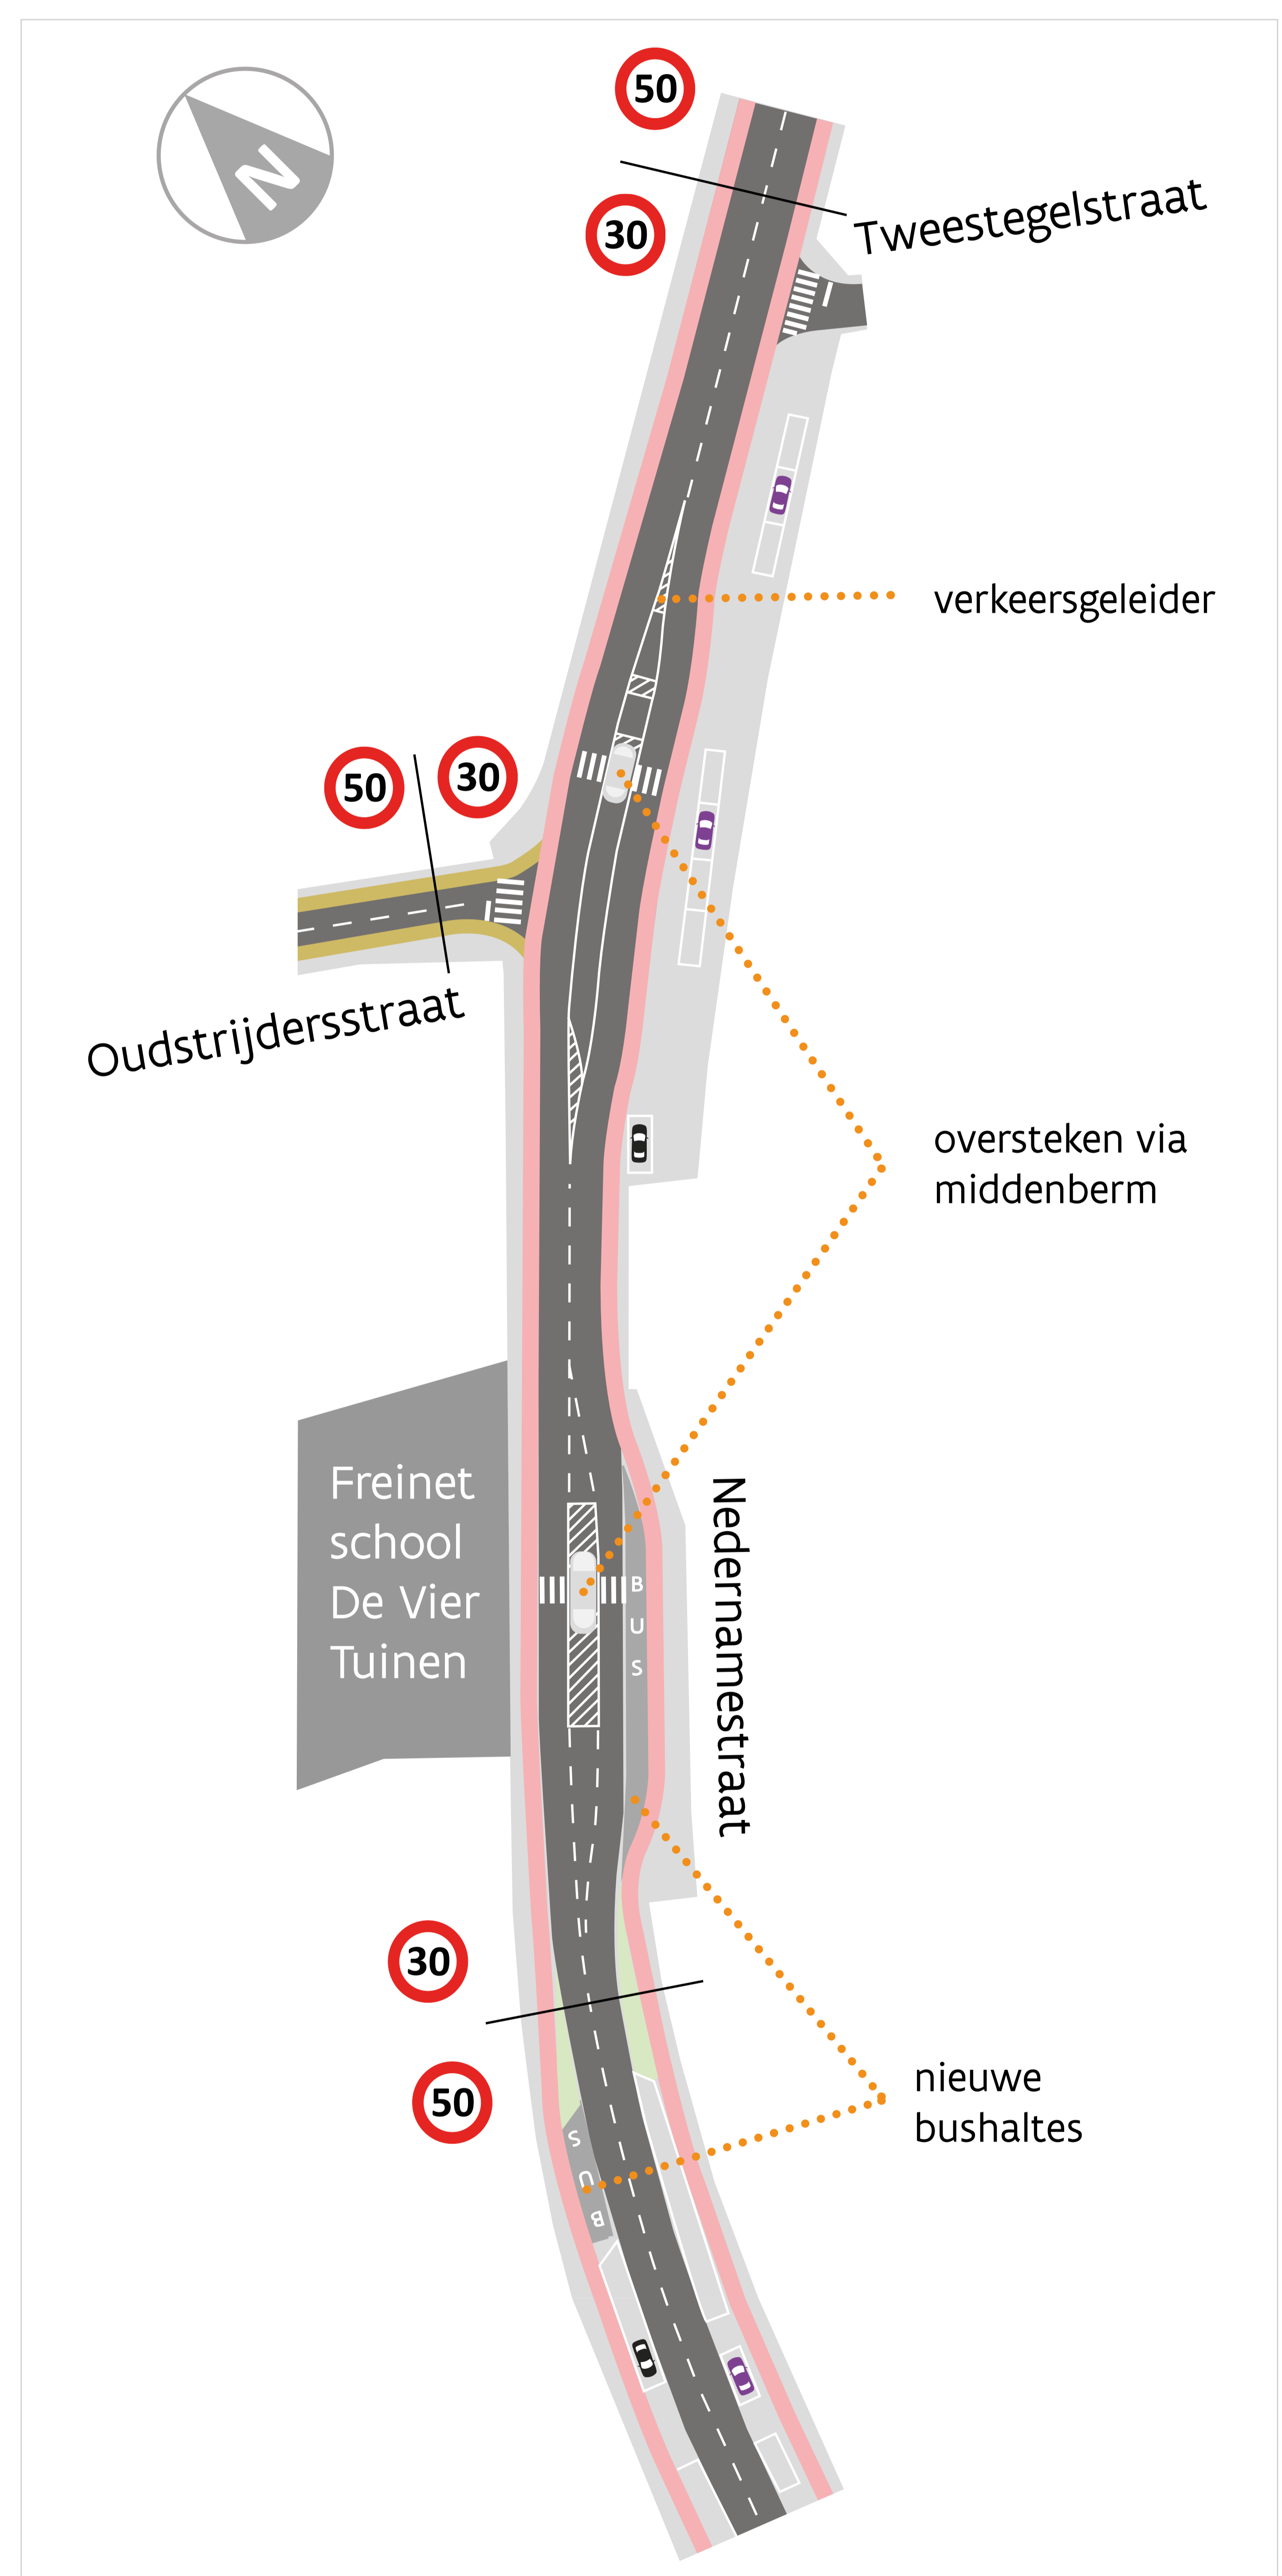 50
N
30
Tweestegelstraat
verkeersgeleider
50
30
Oudstrijdersstraat
oversteken via
middenberm
Freinet
school
De Vier
Tuinen
BUS
Nedernamestraat
30
50
nieuwe
bushaltes
BUS